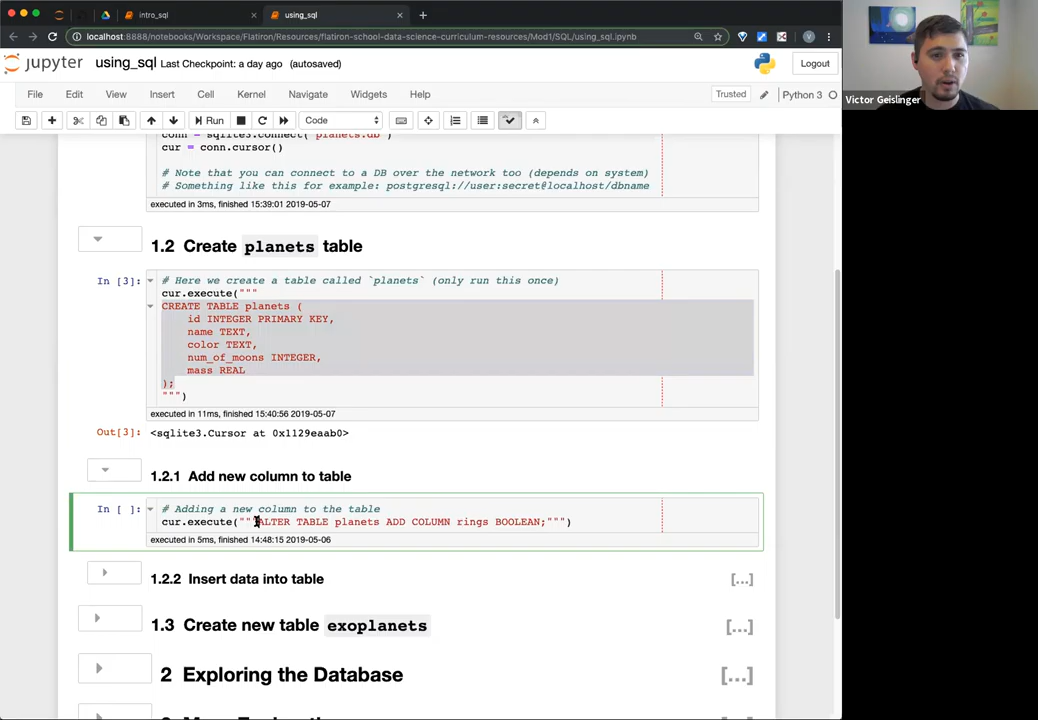 intro_sql
using_sql
localhost:8888/notebooks/Workspace/Flatiron/Resources/flatiron-school-data-science-curriculum-resources/Mod1/SQL/using_sql.ipynb
jupyter using_sql Last Checkpoint: a day ago (autosaved)
Logout
Victor Geislinger
File Edit View Insert Cell Kernel Navigate Widgets Help
Trusted
Python 3
Run
Code
conn = sqlite3.connect('planets.db')
cur = conn.cursor()
# Note that you can connect to a DB over the network too (depends on system)
# Something like this for example: postgresql://user:secret@localhost/dbname
executed in 3ms, finished 15:39:01 2019-05-07
1.2 Create planets table
In [3]:
# Here we create a table called `planets` (only run this once)
cur.execute("""
CREATE TABLE planets (
id INTEGER PRIMARY KEY,
name TEXT,
color TEXT,
num_of_moons INTEGER,
mass REAL
);
""")
executed in 11ms, finished 15:40:56 2019-05-07
Out[3]: <sqlite3.Cursor at 0x1129eaab0>
1.2.1 Add new column to table
In [ ]:
# Adding a new column to the table
cur.execute("""ALTER TABLE planets ADD COLUMN rings BOOLEAN;""")
executed in 5ms, finished 14:48:15 2019-05-06
1.2.2 Insert data into table
[...]
1.3 Create new table exoplanets
[...]
2 Exploring the Database
[...]